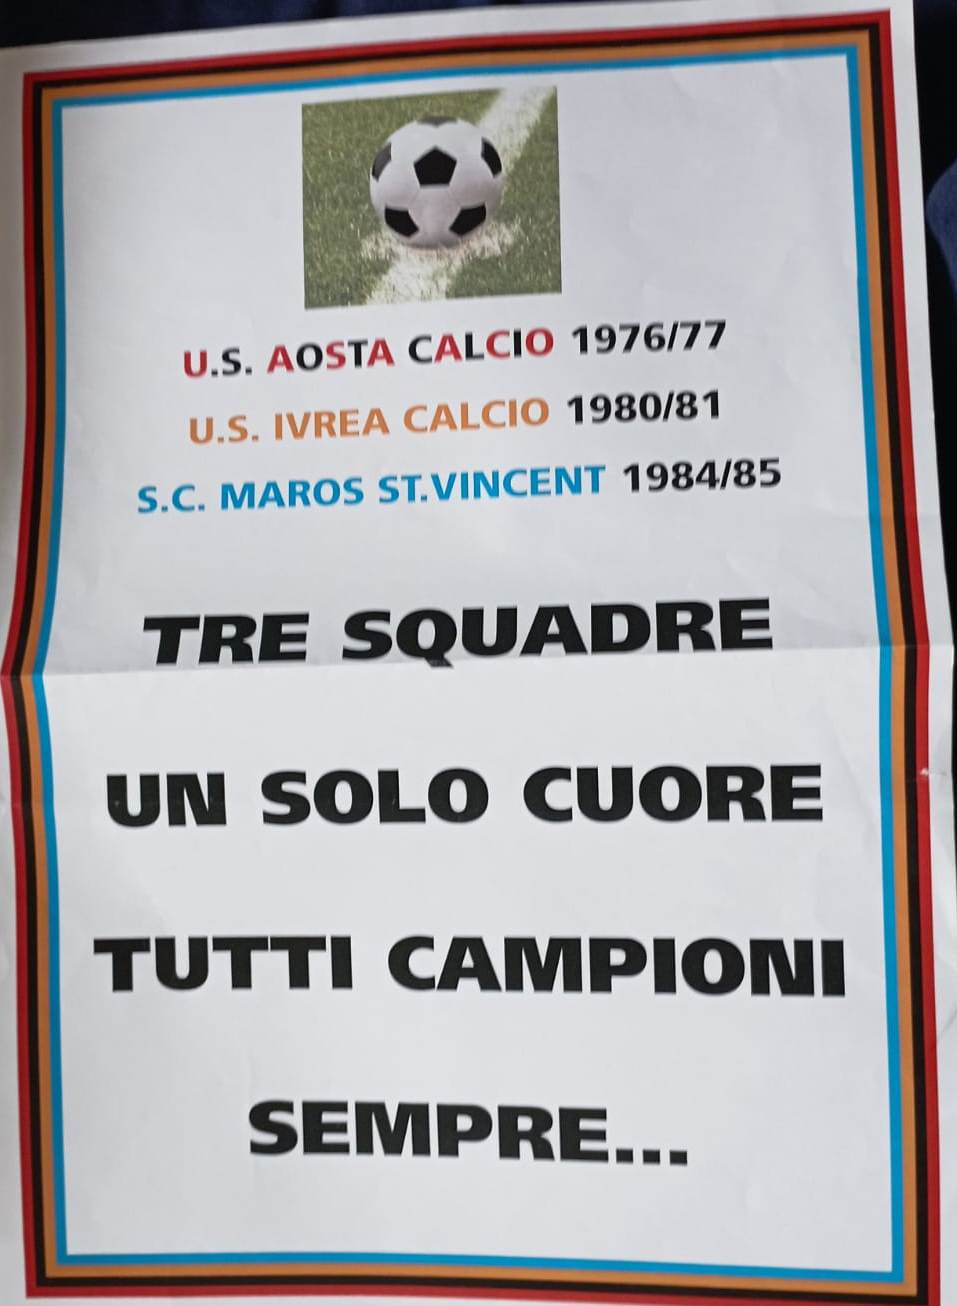 U.S. AOSTA CALCIO 1976/77
U.S. IVREA CALCIO 1980/81
S.C. MAROS ST.VINCENT 1984/85
TRE SQUADRE
UN SOLO CUORE
TUTTI CAMPIONI
SEMPRE...